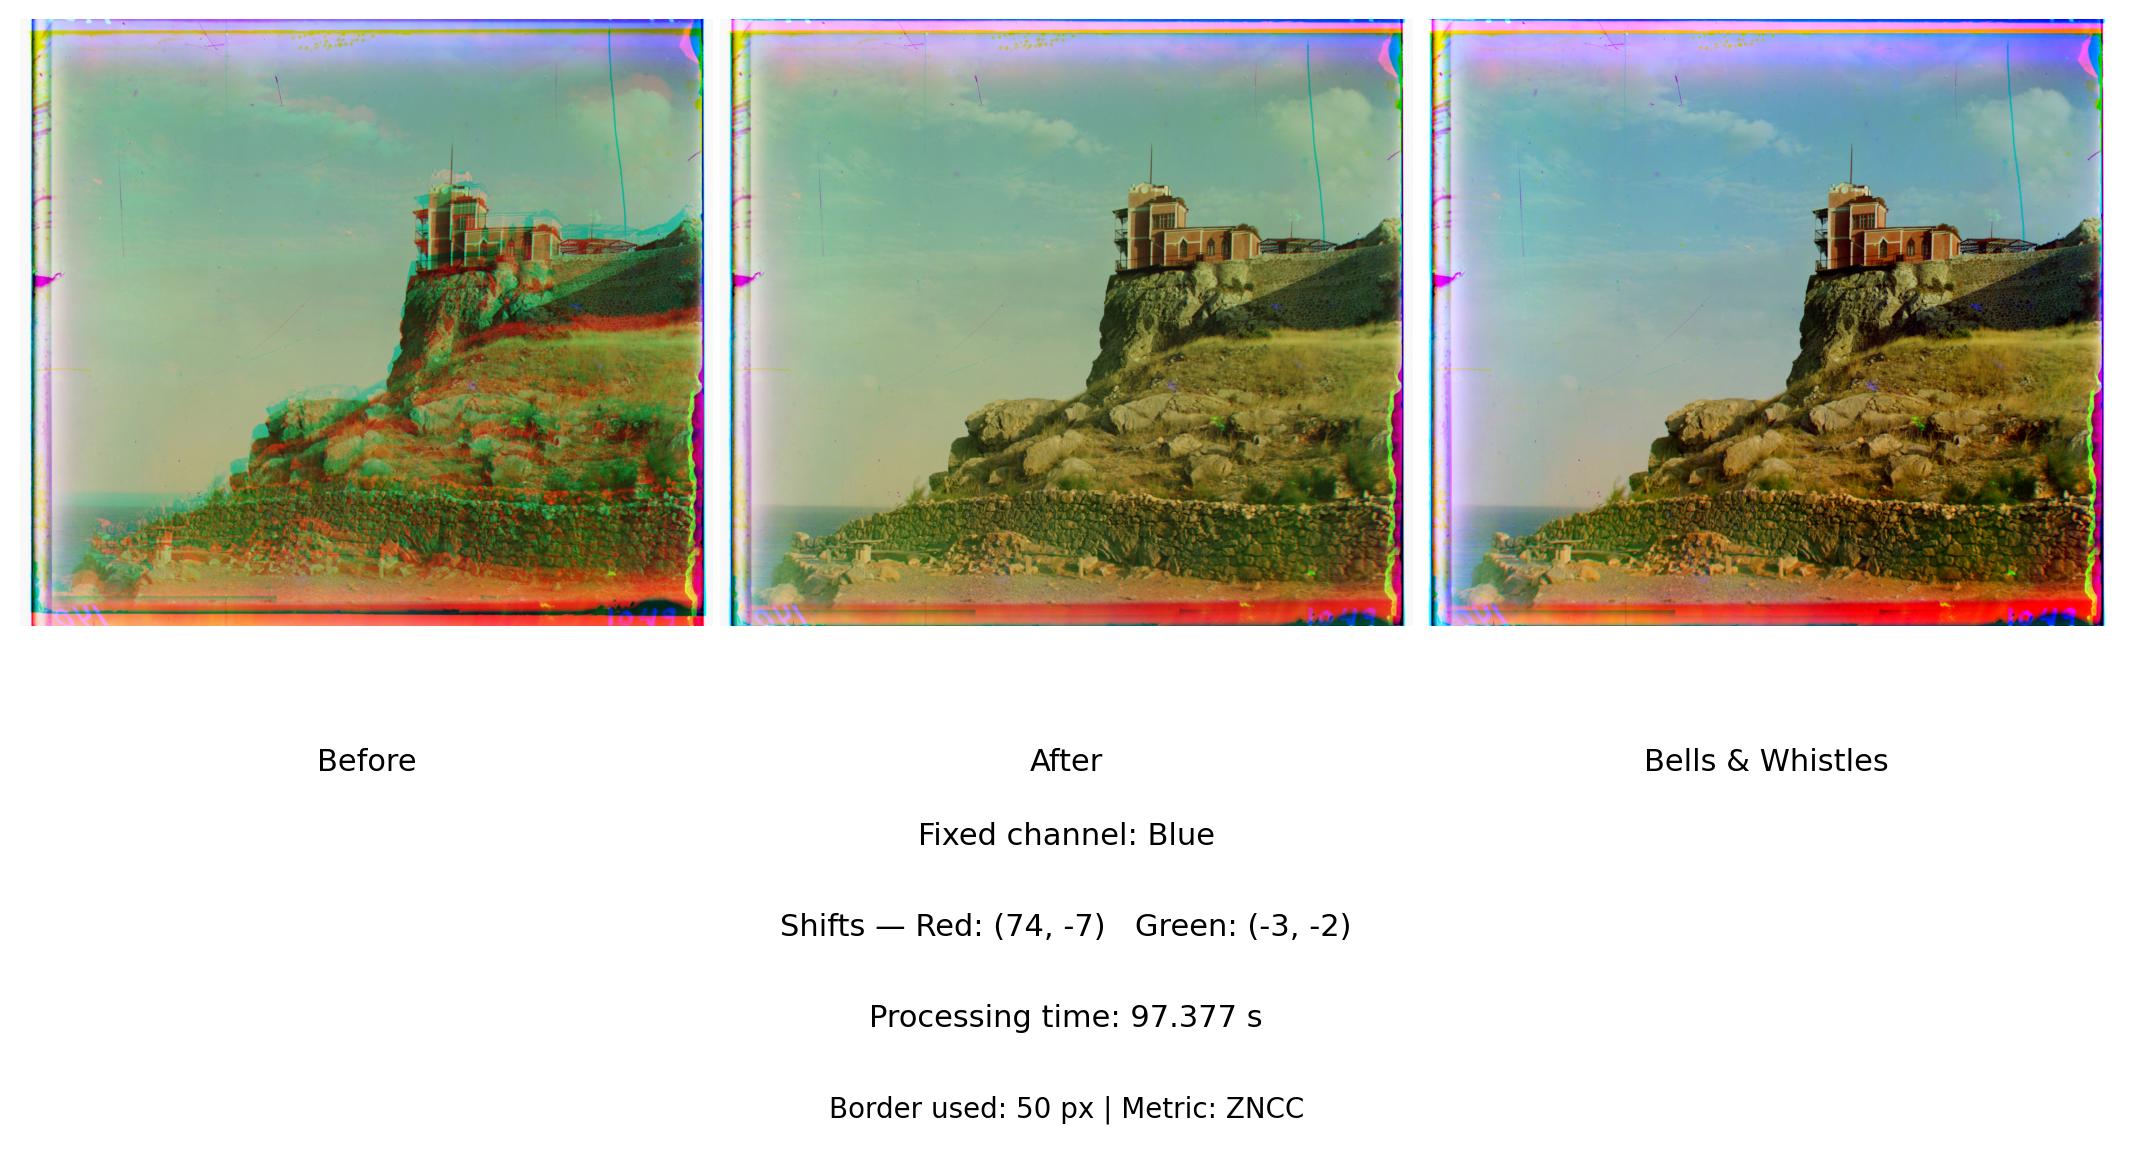 Before
After
Bells & Whistles
Fixed channel: Blue
Shifts — Red: (74, -7)   Green: (-3, -2)
Processing time: 97.377 s
Border used: 50 px | Metric: ZNCC